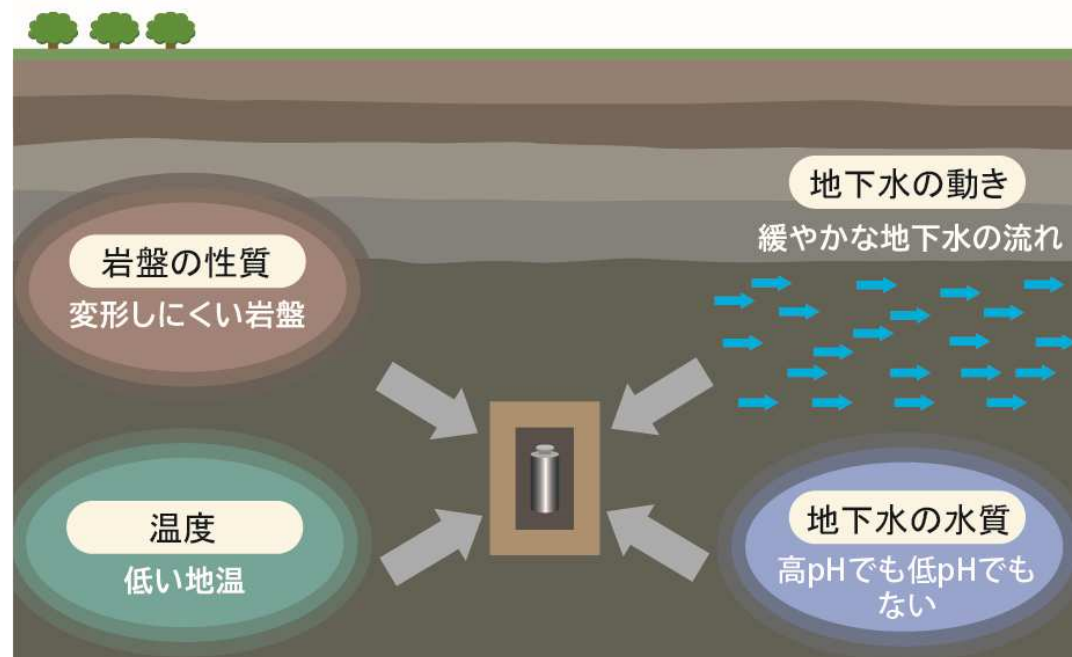 岩盤の性質
変形しにくい岩盤
地下水の動き
緩やかな地下水の流れ
温度
低い地温
地下水の水質
高pHでも低pHでも
ない